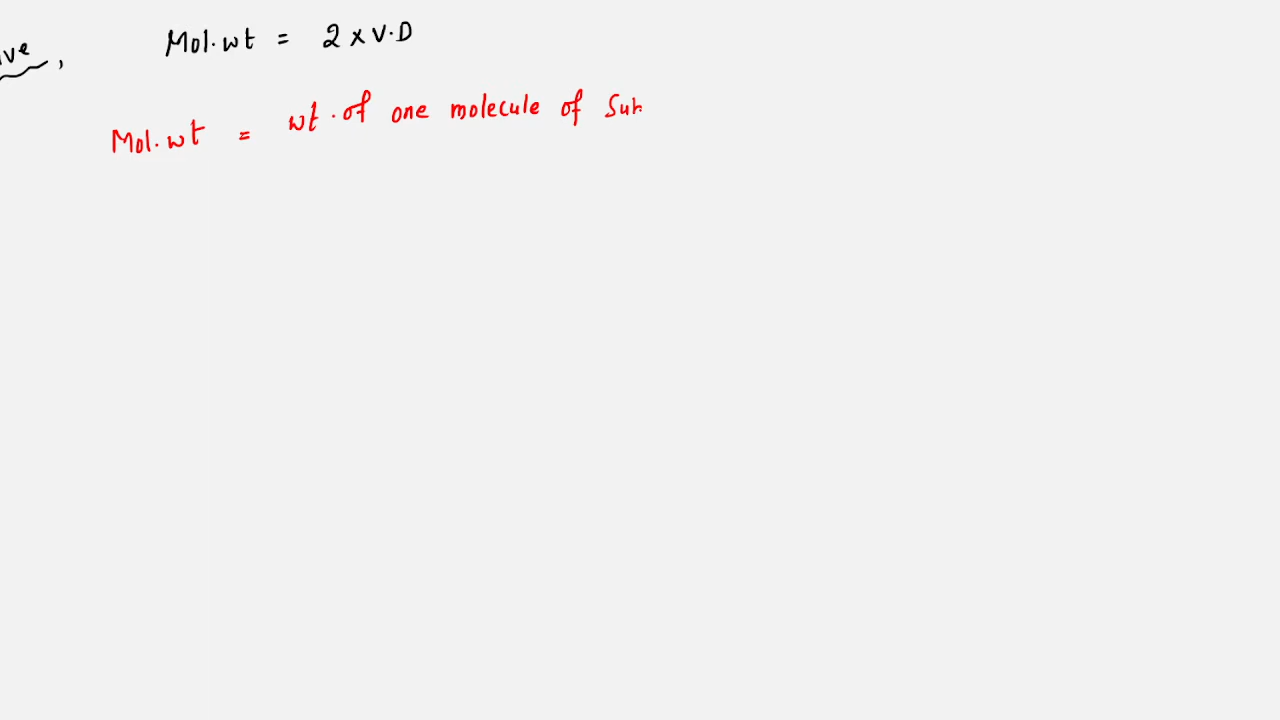 Mol.wt = 2 x V.D
Mol.wt = wt. of one molecule of